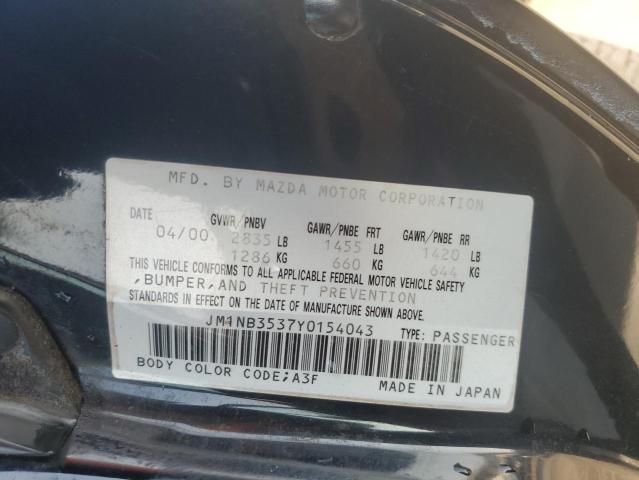 MFD. BY MAZDA MOTOR CORPORATION
DATE GVWR/PNBV GAWR/PNBE FRT GAWR/PNBE RR
04/00 2835 LB 1455 LB 1420 LB
1286 KG 660 KG 644 KG
THIS VEHICLE CONFORMS TO ALL APPLICABLE FEDERAL MOTOR VEHICLE SAFETY
,BUMPER,AND THEFT PREVENTION
STANDARDS IN EFFECT ON THE DATE OF MANUFACTURE SHOWN ABOVE.
JM1NB3537Y0154043 TYPE: PASSENGER
BODY COLOR CODE;A3F MADE IN JAPAN